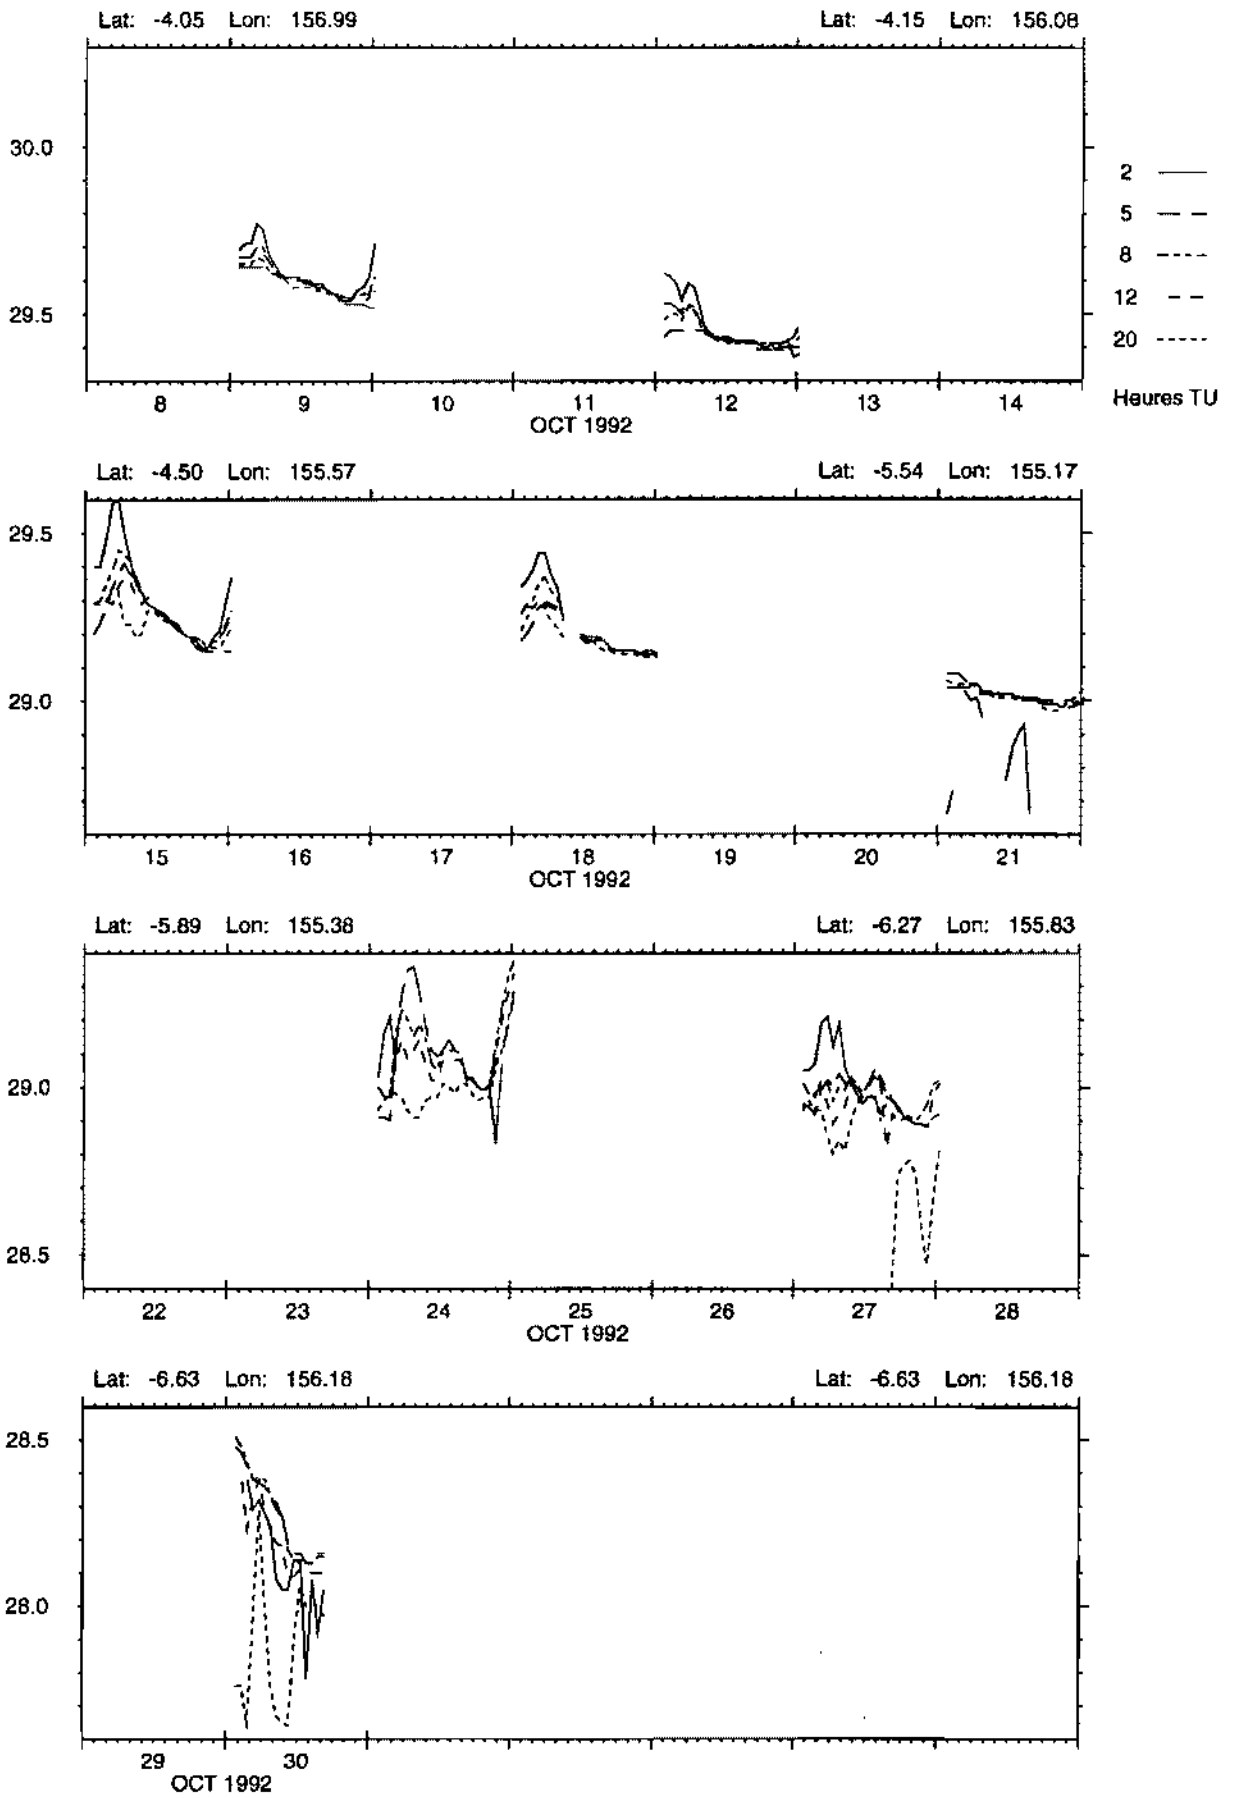 Lat: -4.05 Lon: 156.99 Lat: -4.15 Lon: 156.08
30.0
2
5
8
12
29.5
20
Heures TU
8 9 10 11 12 13 14
OCT 1992
Lat: -4.50 Lon: 155.57 Lat: -5.54 Lon: 155.17
29.5
29.0
15 16 17 18 19 20 21
OCT 1992
Lat: -5.89 Lon: 155.38 Lat: -6.27 Lon: 155.83
29.0
28.5
22 23 24 25 26 27 28
OCT 1992
Lat: -6.63 Lon: 156.18 Lat: -6.63 Lon: 156.18
28.5
28.0
29 30
OCT 1992